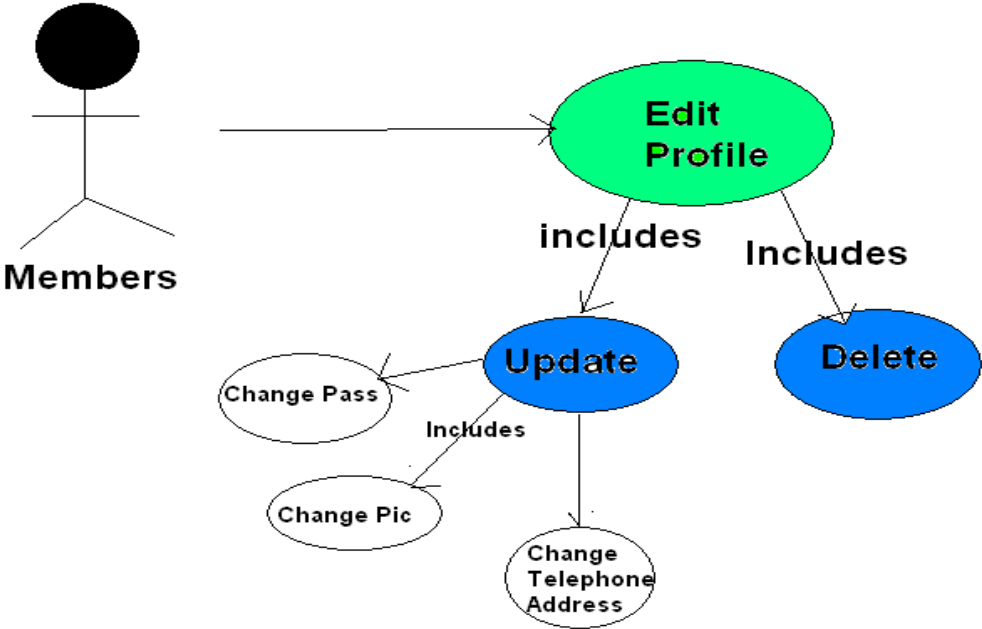 Edit
Profile
includes
Includes
Members
Update
Delete
Change Pass
Includes
Change Pic
Change
Telephone
Address